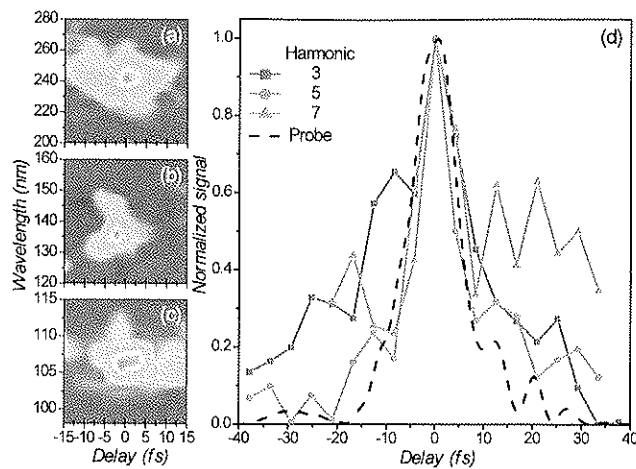 280
260
240
220
200
(a)
160
150
140
130
120
(b)
115
110
105
100
(c)
Wavelength (nm)
-15 -10 -5 0 5 10 15
Delay (fs)
(d)
Harmonic
3
5
7
Probe
Normalized signal
1.0
0.8
0.6
0.4
0.2
0.0
-40 -30 -20 -10 0 10 20 30 40
Delay (fs)